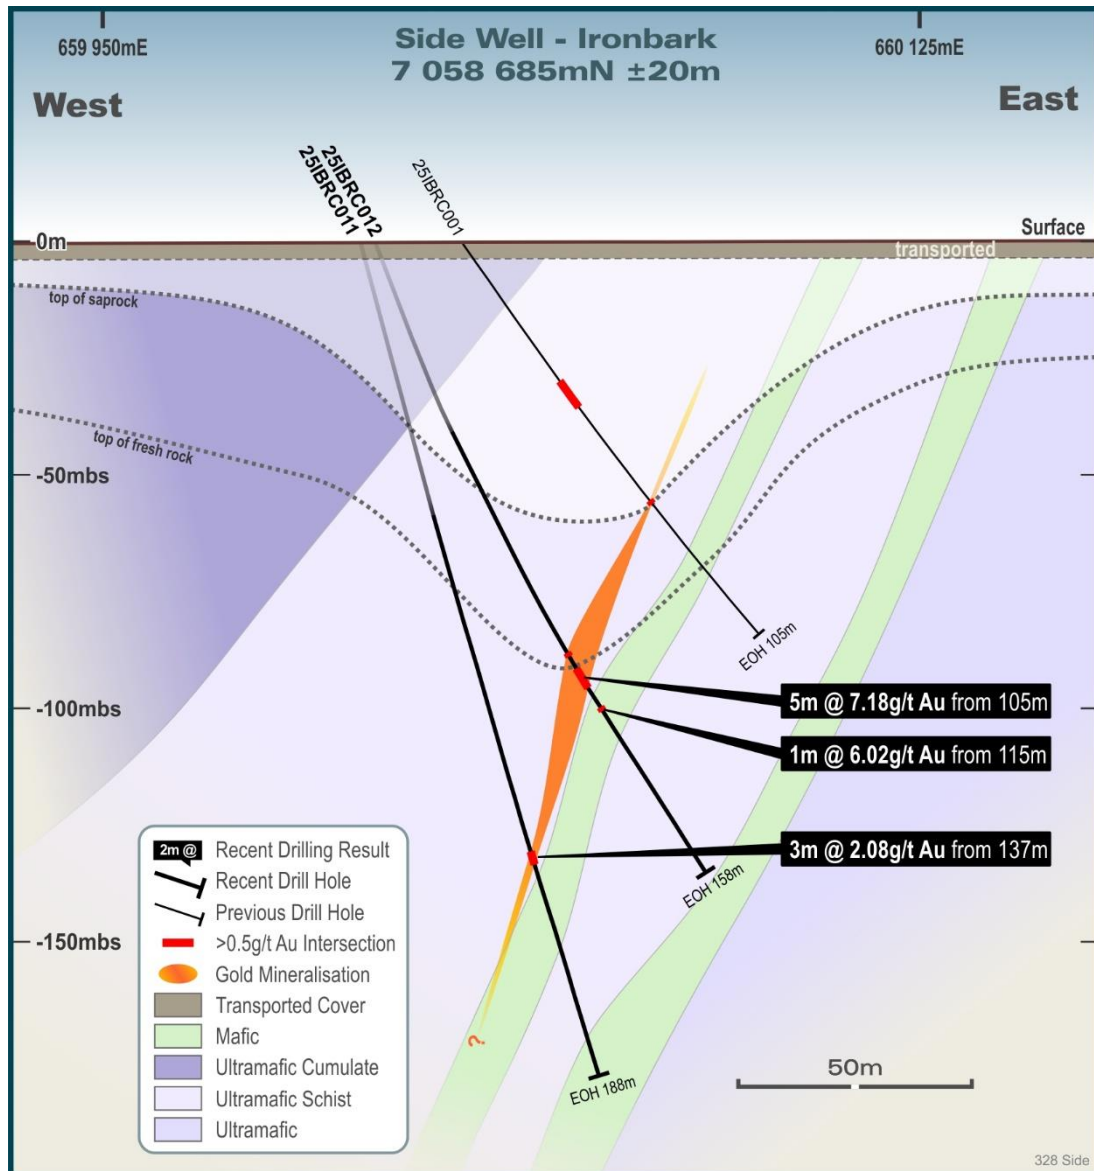 659 950mE
Side Well - Ironbark
7 058 685mN ±20m
660 125mE
West
East
25IBRC011
25IBRC012
25IBRC001
0m
Surface
transported
top of saprock
top of fresh rock
-50mbs
EOH 105m
-100mbs
5m @ 7.18g/t Au from 105m
1m @ 6.02g/t Au from 115m
3m @ 2.08g/t Au from 137m
EOH 158m
-150mbs
?
EOH 188m
2m @ Recent Drilling Result
Recent Drill Hole
Previous Drill Hole
>0.5g/t Au Intersection
Gold Mineralisation
Transported Cover
Mafic
Ultramafic Cumulate
Ultramafic Schist
Ultramafic
50m
328 Side